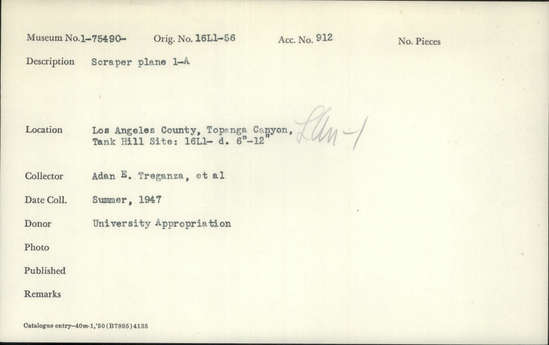 Museum No. 1-75490- Orig. No. 16L1-56 Acc. No. 912 No. Pieces
Description Scraper plane 1-A
Location Los Angeles County, Topanga Canyon, LAn-1
Tank Hill Site: 16L1- d. 6"-12"
Collector Adan E. Treganza, et al
Date Coll. Summer, 1947
Donor University Appropriation
Photo
Published
Remarks
Catalogue entry-40m-1,'50(B7895)4135